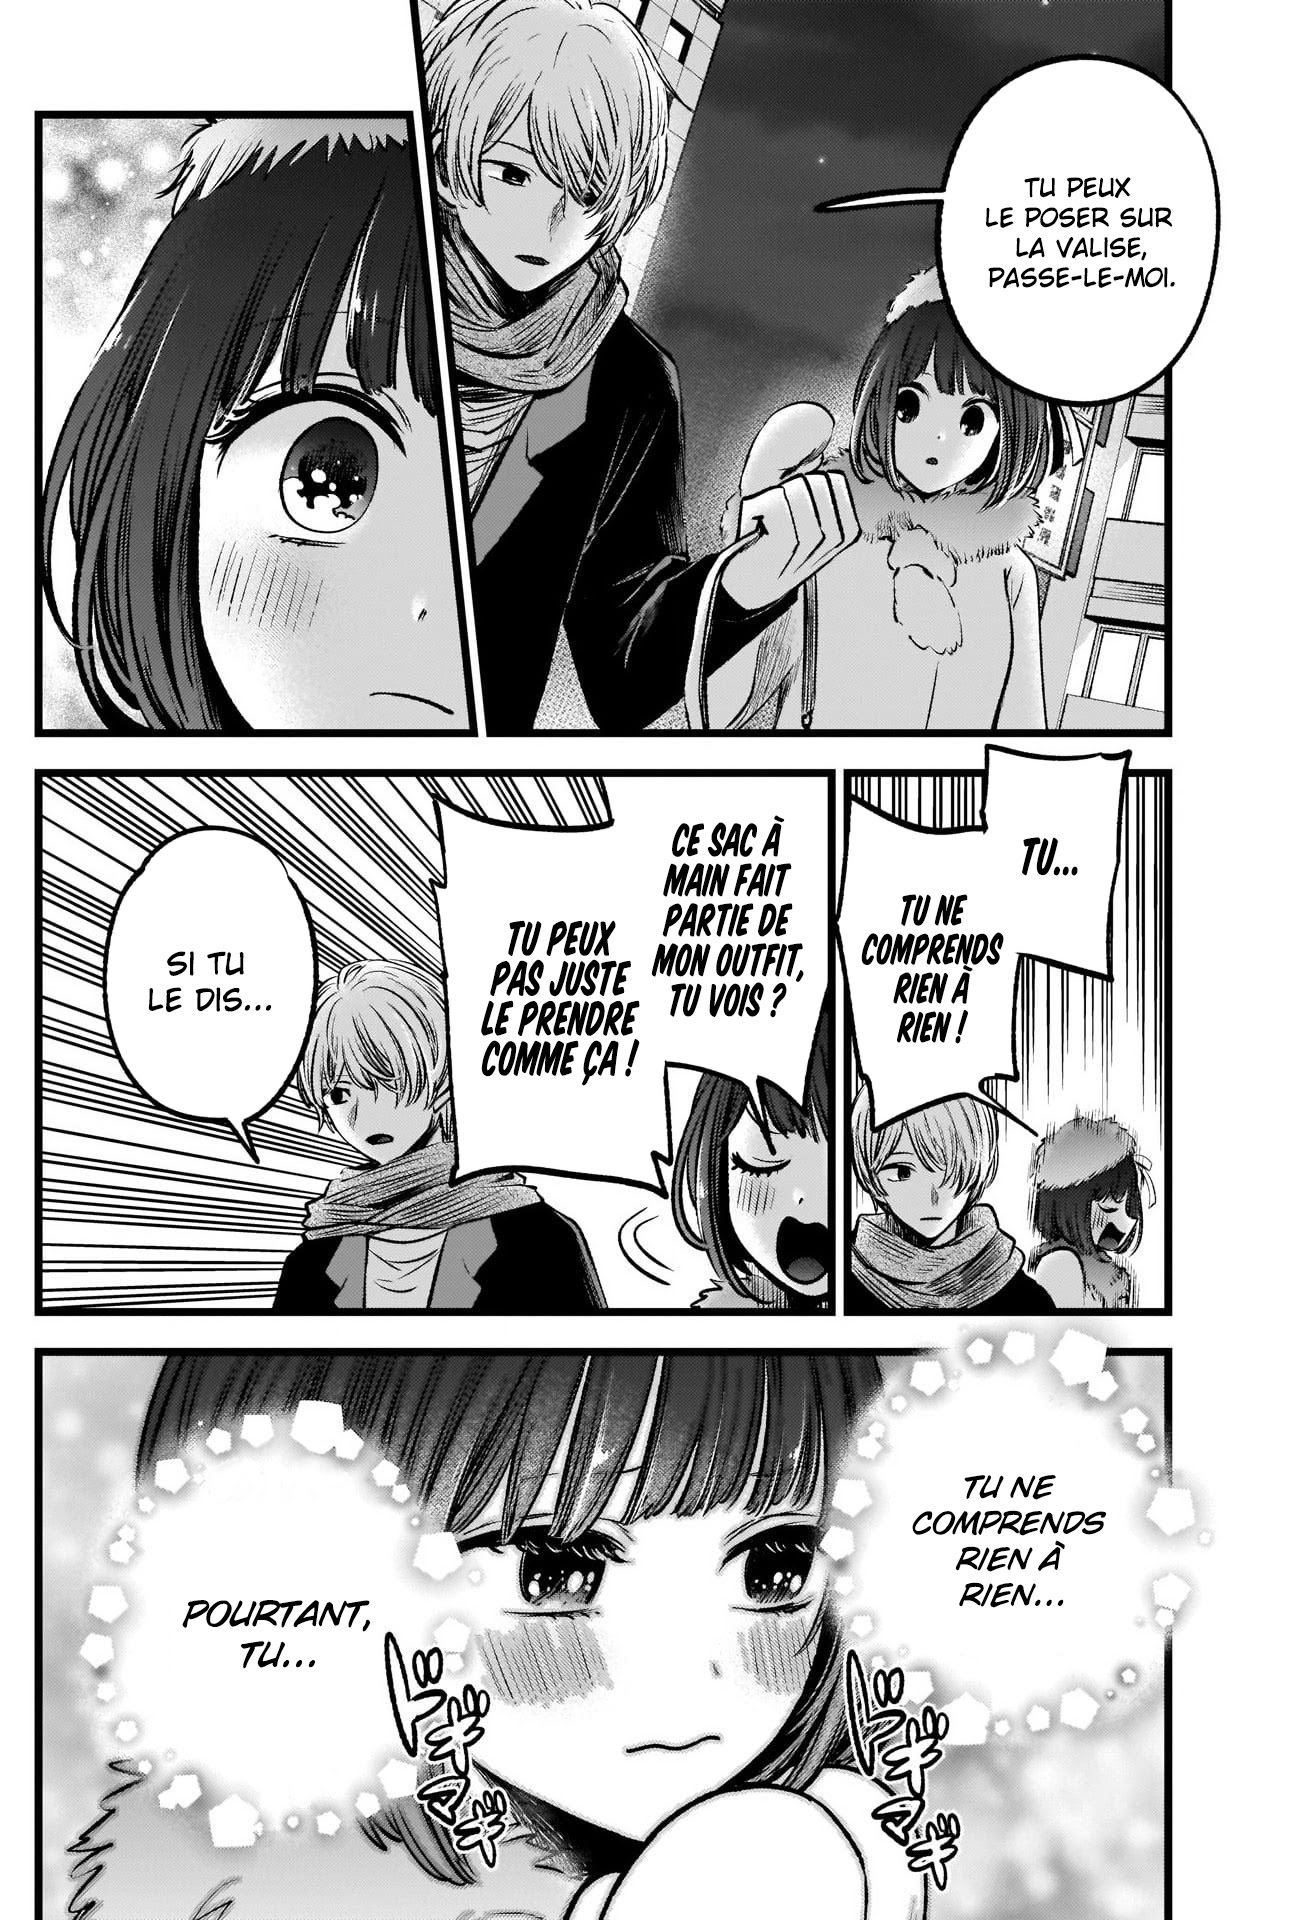 TU PEUX
LE POSER SUR
LA VALISE,
PASSE-LE-MOI.
TU...
TU NE
COMPRENDS
RIEN À
RIEN !
CE SAC À
MAIN FAIT
PARTIE DE
MON OUTFIT,
TU VOIS ?
TU PEUX
PAS JUSTE
LE PRENDRE
COMME ÇA !
SI TU
LE DIS...
TU NE
COMPRENDS
RIEN À
RIEN...
POURTANT,
TU...
ドギマギ
ドギマギ